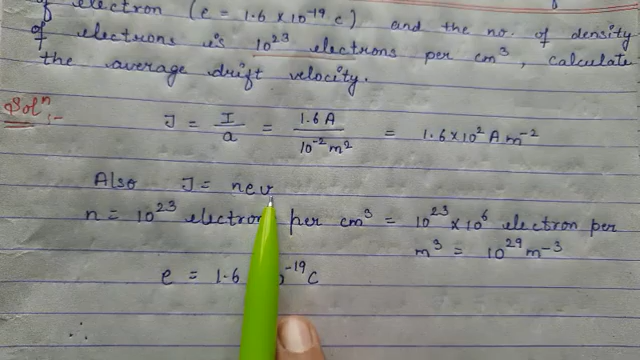 of electron (e = 1.6 × 10⁻¹⁹ c) and the no. of density
of electrons is 10²³ electrons per cm³, calculate
the average drift velocity.
Solⁿ :-
J = I/a = 1.6 A / 10⁻² m² = 1.6 × 10² A m⁻²
Also J = nev
n = 10²³ electron per cm³ = 10²³ × 10⁶ electron per
m³ = 10²⁹ m⁻³
e = 1.6 ⁻¹⁹ c
∴